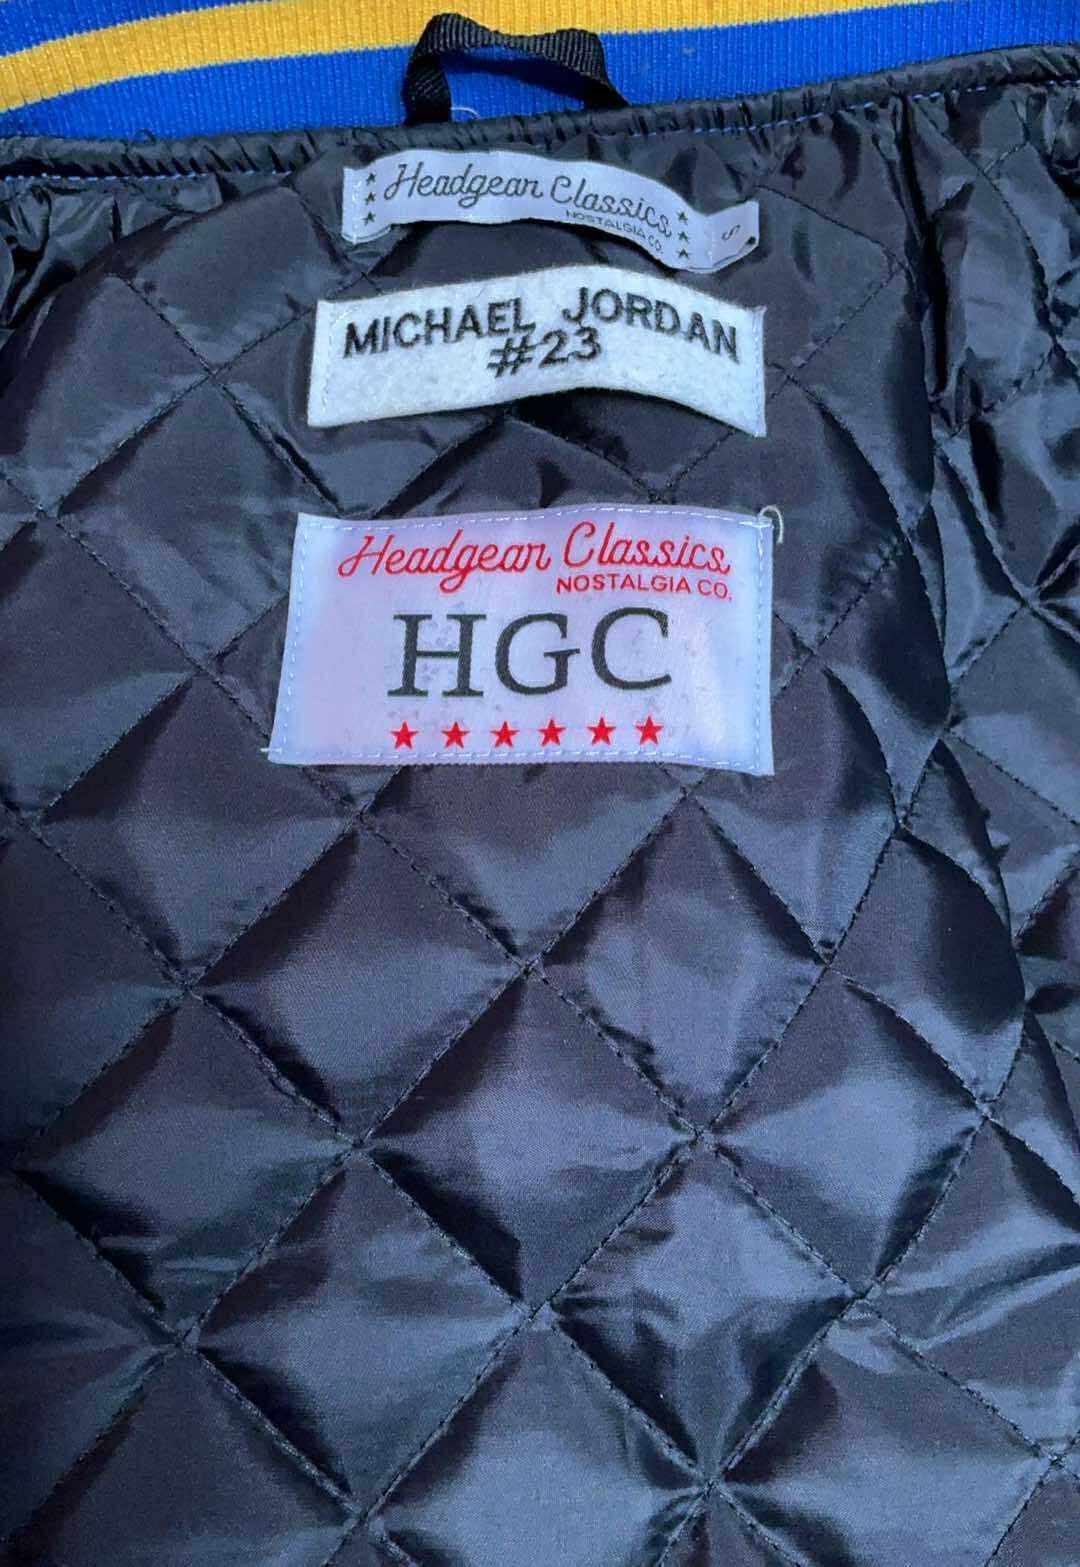 Headgear Classics
NOSTALGIA CO.
S
MICHAEL JORDAN
#23
Headgear Classics
NOSTALGIA CO.
HGC